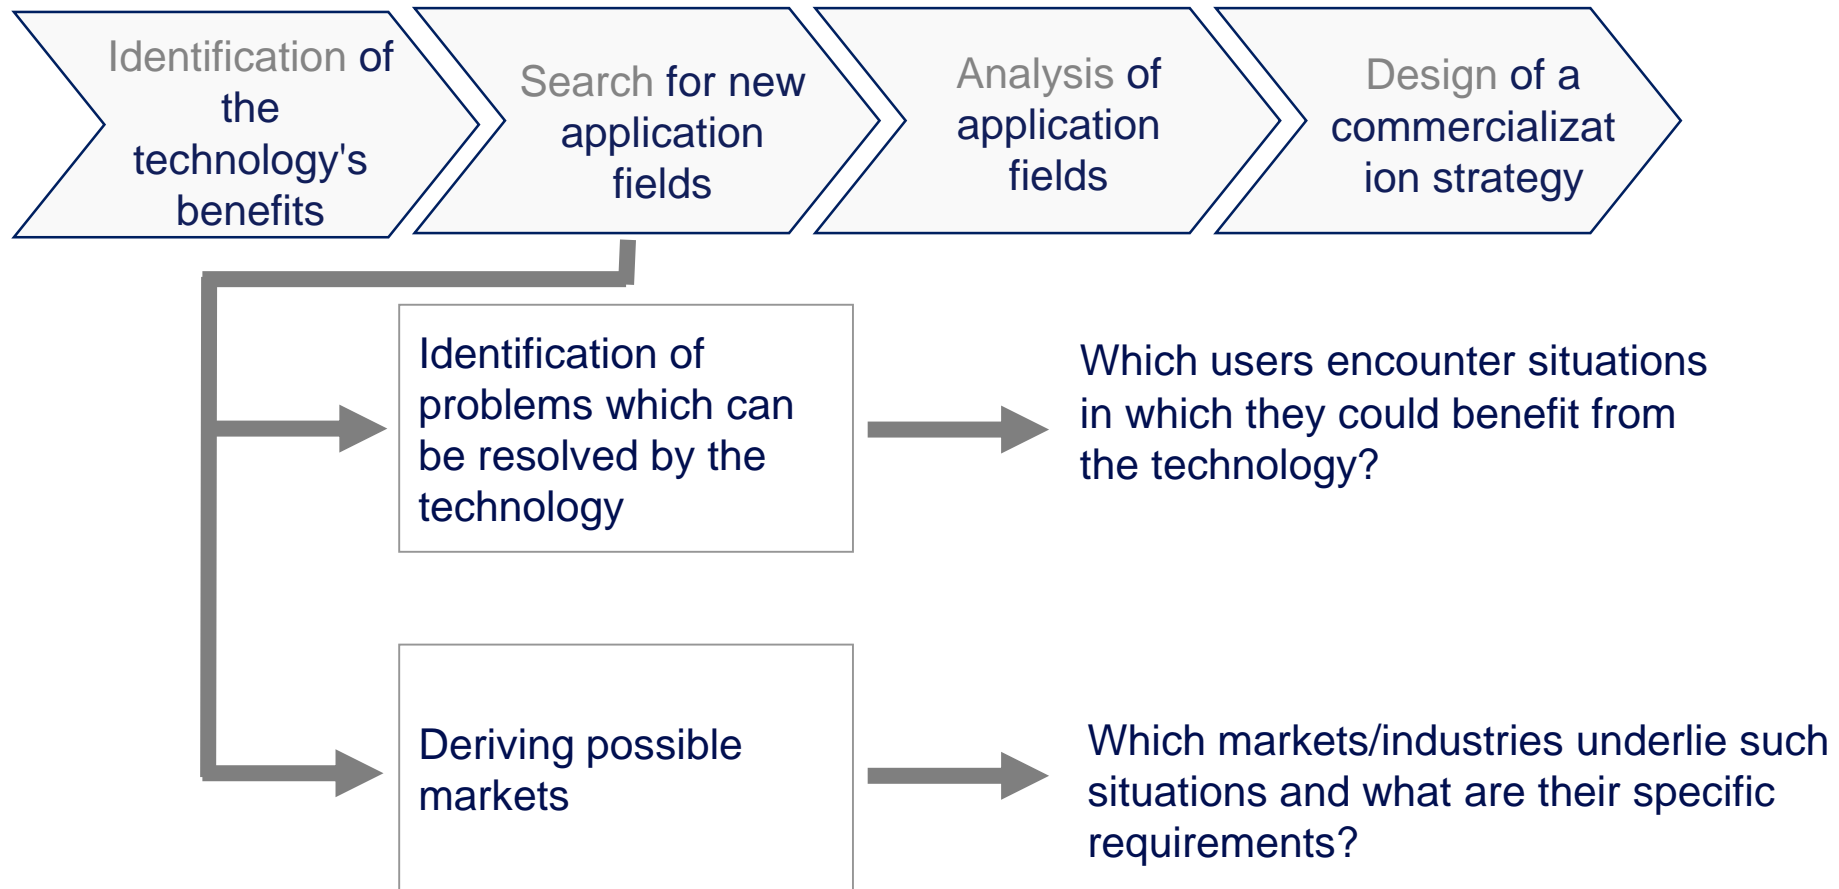 Identification of
the
technology's
benefits
Search for new
application
fields
Analysis of
application
fields
Design of a
commercializat
ion strategy
Identification of
problems which can
be resolved by the
technology
Which users encounter situations
in which they could benefit from
the technology?
Deriving possible
markets
Which markets/industries underlie such
situations and what are their specific
requirements?